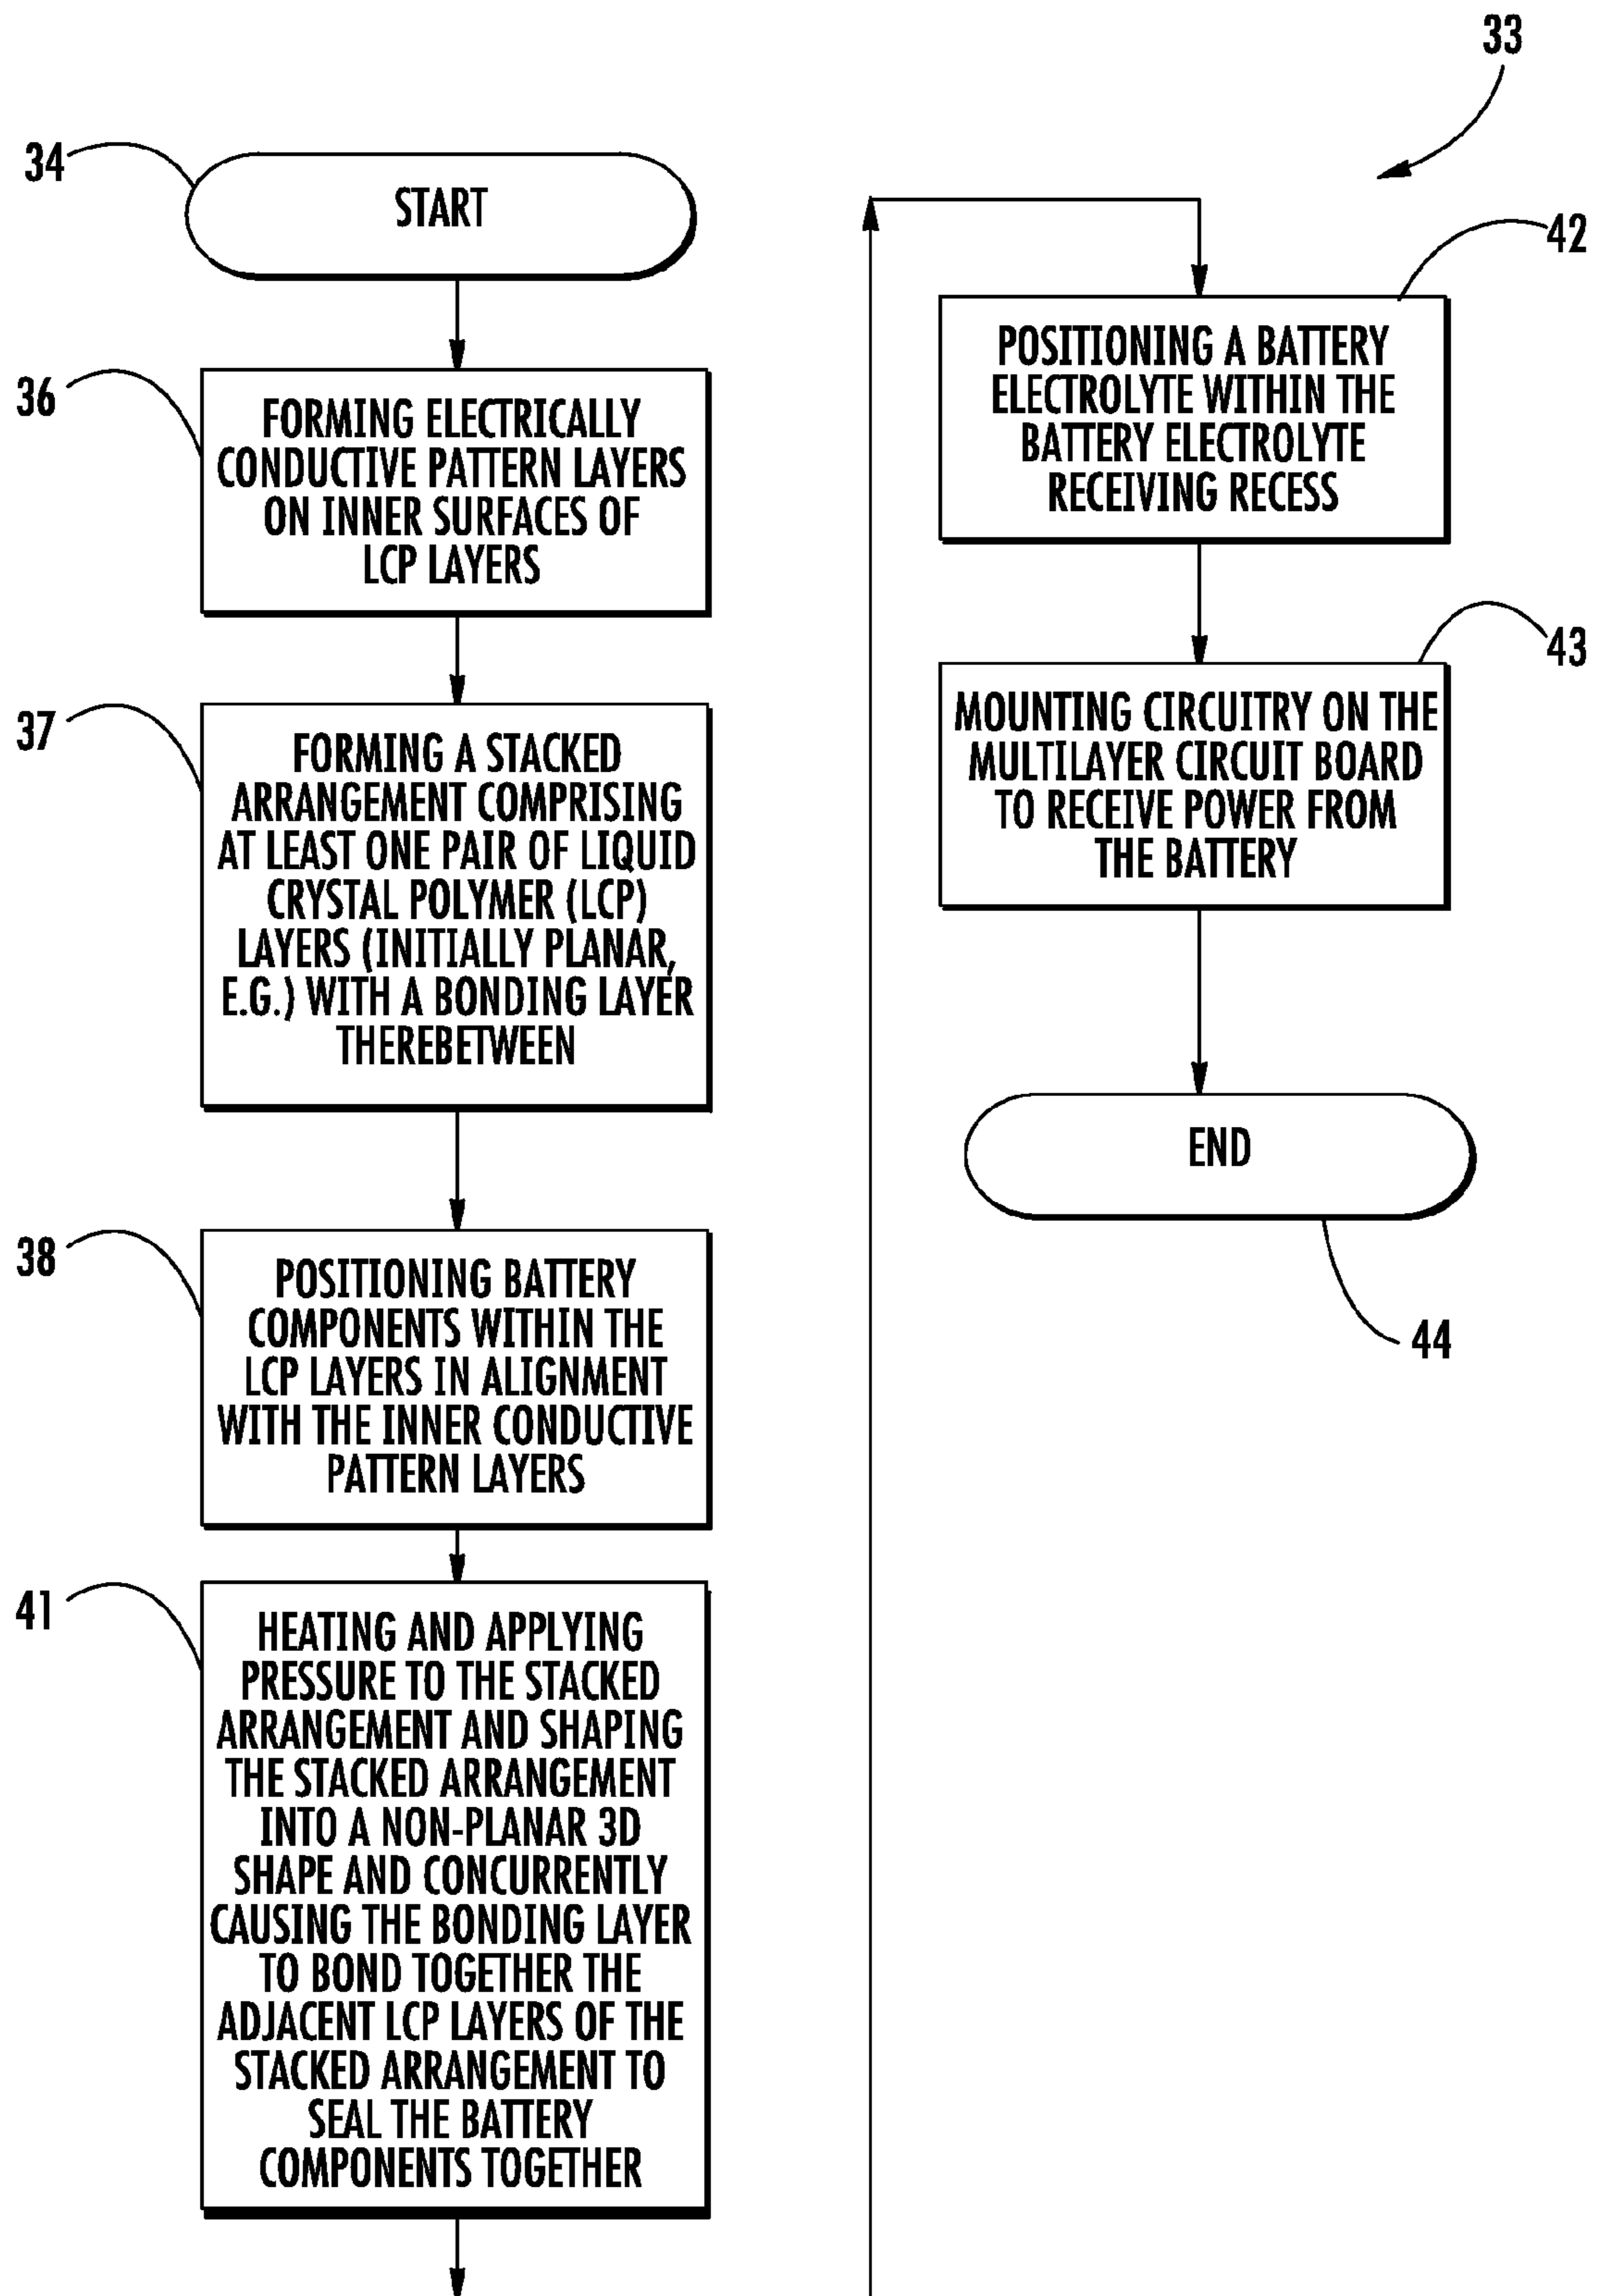 33
34
START
36
FORMING ELECTRICALLY
CONDUCTIVE PATTERN LAYERS
ON INNER SURFACES OF
LCP LAYERS
37
FORMING A STACKED
ARRANGEMENT COMPRISING
AT LEAST ONE PAIR OF LIQUID
CRYSTAL POLYMER (LCP)
LAYERS (INITIALLY PLANAR,
E.G.) WITH A BONDING LAYER
THEREBETWEEN
38
POSITIONING BATTERY
COMPONENTS WITHIN THE
LCP LAYERS IN ALIGNMENT
WITH THE INNER CONDUCTIVE
PATTERN LAYERS
41
HEATING AND APPLYING
PRESSURE TO THE STACKED
ARRANGEMENT AND SHAPING
THE STACKED ARRANGEMENT
INTO A NON-PLANAR 3D
SHAPE AND CONCURRENTLY
CAUSING THE BONDING LAYER
TO BOND TOGETHER THE
ADJACENT LCP LAYERS OF THE
STACKED ARRANGEMENT TO
SEAL THE BATTERY
COMPONENTS TOGETHER
42
POSITIONING A BATTERY
ELECTROLYTE WITHIN THE
BATTERY ELECTROLYTE
RECEIVING RECESS
43
MOUNTING CIRCUITRY ON THE
MULTILAYER CIRCUIT BOARD
TO RECEIVE POWER FROM
THE BATTERY
END
44